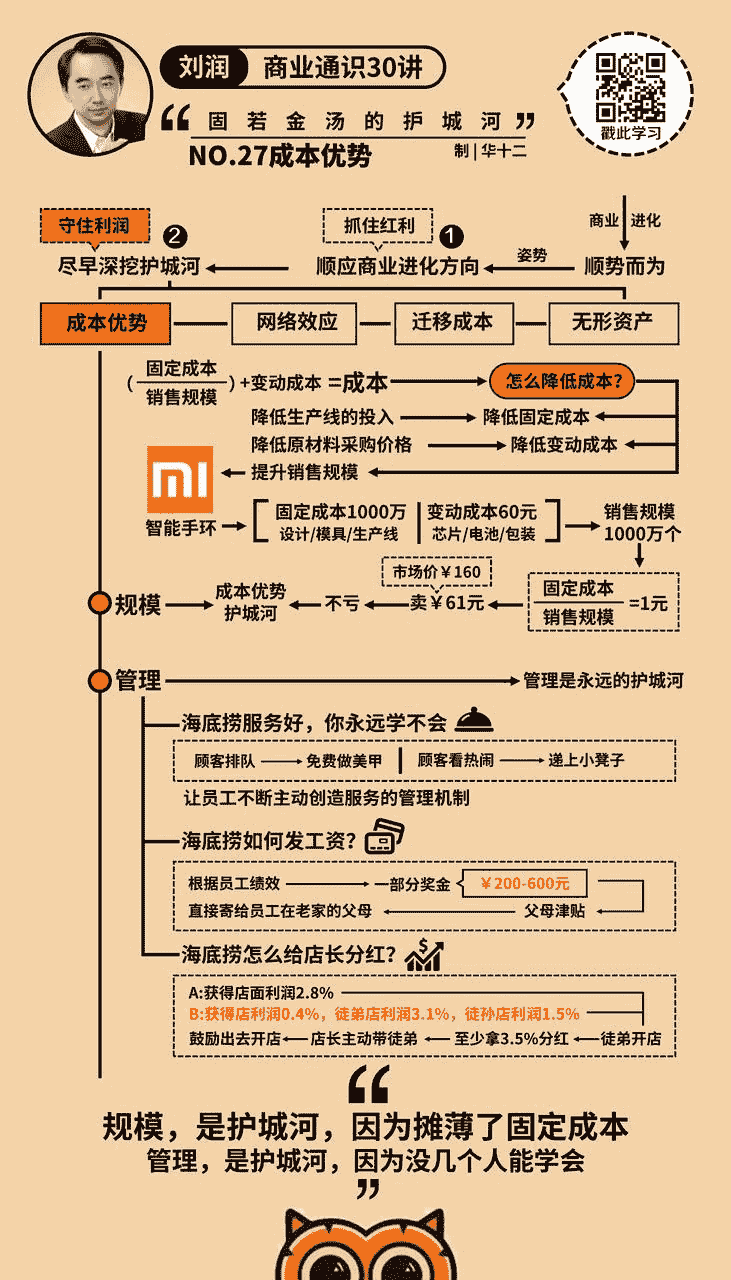 刘润 商业通识30讲
“固若金汤的护城河”
NO.27成本优势
制|华十二
戳此学习
守住利润
抓住红利
商业 进化
② ①
尽早深挖护城河 顺应商业进化方向 姿势 顺势而为
成本优势 网络效应 迁移成本 无形资产
(固定成本
销售规模)+变动成本=成本 怎么降低成本？
降低生产线的投入 降低固定成本
降低原材料采购价格 降低变动成本
mi 提升销售规模
智能手环
固定成本1000万 变动成本60元
设计/模具/生产线 芯片/电池/包装
销售规模
1000万个
市场价￥160
规模
成本优势
护城河
不亏 卖￥61元
固定成本
销售规模
=1元
管理 管理是永远的护城河
海底捞服务好，你永远学不会
顾客排队 免费做美甲 顾客看热闹 递上小凳子
让员工不断主动创造服务的管理机制
海底捞如何发工资？
根据员工绩效 一部分奖金 ￥200-600元
直接寄给员工在老家的父母 父母津贴
海底捞怎么给店长分红？
A:获得店面利润2.8%
B:获得店利润0.4%，徒弟店利润3.1%，徒孙店利润1.5%
鼓励出去开店 店长主动带徒弟 至少拿3.5%分红 徒弟开店
“
规模，是护城河，因为摊薄了固定成本
管理，是护城河，因为没几个人能学会
”